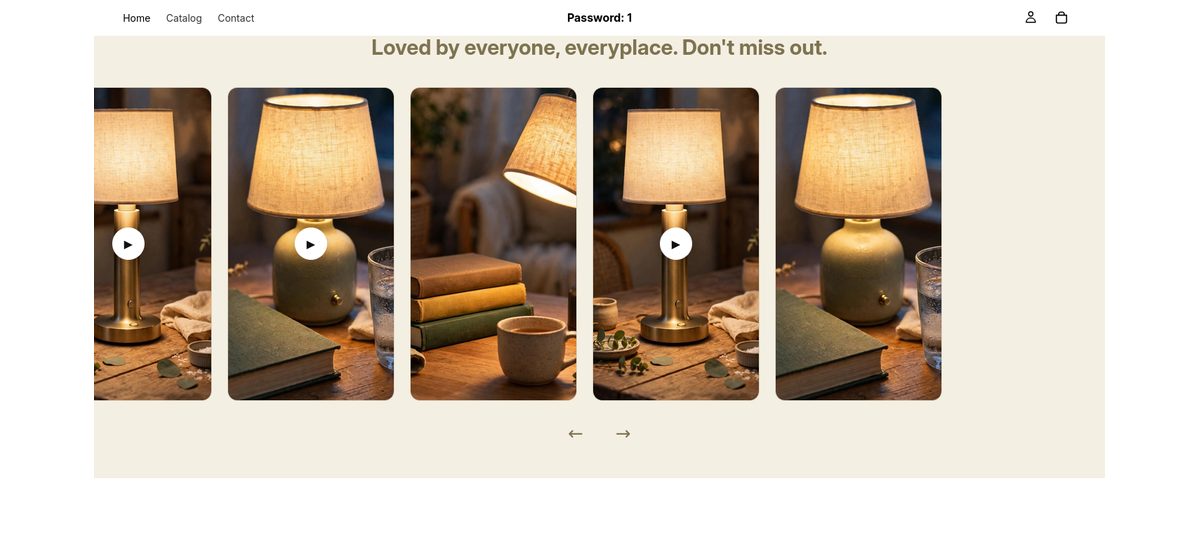 Home
Catalog
Contact
Password: 1
Loved by everyone, everyplace. Don't miss out.